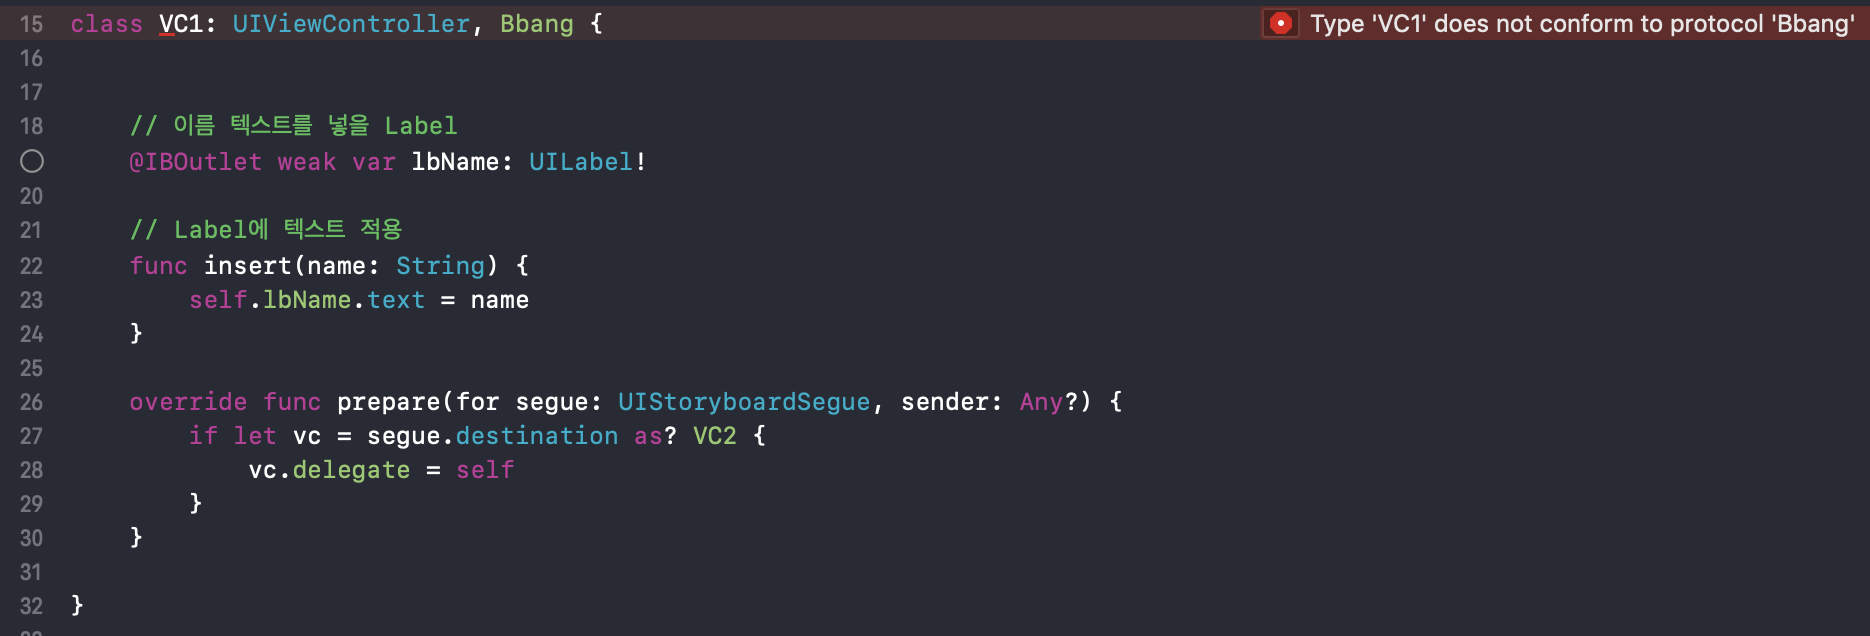 15 class VC1: UIViewController, Bbang { Type 'VC1' does not conform to protocol 'Bbang'
16
17
18 // 이름 텍스트를 넣을 Label
@IBOutlet weak var lbName: UILabel!
20
21 // Label에 텍스트 적용
22 func insert(name: String) {
23 self.lbName.text = name
24 }
25
26 override func prepare(for segue: UIStoryboardSegue, sender: Any?) {
27 if let vc = segue.destination as? VC2 {
28 vc.delegate = self
29 }
30 }
31
32 }